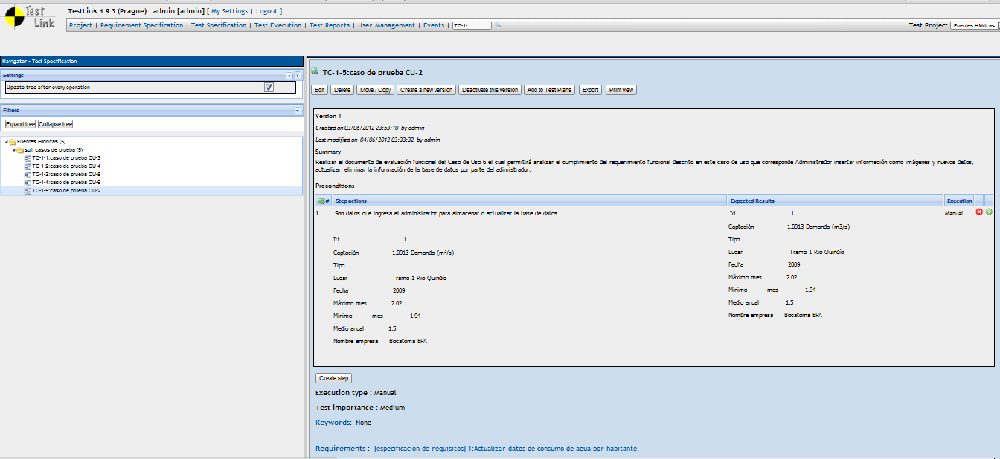 Test Link
TestLink 1.9.3 (Prague) : admin [admin] [ My Settings | Logout ]
Project | Requirement Specification | Test Specification | Test Execution | Test Reports | User Management | Events | TC-1-
Test Project Fuentes Hídricas
Navigator - Test Specification
Settings
?
Update tree after every operation
Filters
Expand tree Collapse tree
Fuentes Hídricas (5)
suit casos de prueba (5)
TC-1-1:caso de prueba CU-3
TC-1-2:caso de prueba CU-4
TC-1-3:caso de prueba CU-5
TC-1-4:caso de prueba CU-6
TC-1-5:caso de prueba CU-2
TC-1-5:caso de prueba CU-2
Edit Delete Move / Copy Create a new version Deactivate this version Add to Test Plans Export Print view
Version 1
Created on 03/06/2012 23:53:10 by admin
Last modified on 04/06/2012 03:33:32 by admin
Summary
Realizar el documento de evaluación funcional del Caso de Uso 6 el cual permitirá analizar el cumplimiento del requerimiento funcional descrito en este caso de uso que corresponde Administrador insertar información como imágenes y nuevos datos,
actualizar, eliminar la información de la base de datos por parte del adimistrador.
Preconditions
# Step actions Expected Results Execution
1 Son datos que ingresa el administrador para almacenar o actualizar la base de datos
Id 1
Captación 1.0913 Demanda (m³/s)
Tipo
Lugar Tramo 1 Rio Quindío
Fecha 2009
Máximo mes 2.02
Minimo mes 1.94
Medio anual 1.5
Nombre empresa Bocatoma EPA
Id 1
Captación 1.0913 Demanda (m3/s)
Tipo
Lugar Tramo 1 Rio Quindío
Fecha 2009
Máximo mes 2.02
Minimo mes 1.94
Medio anual 1.5
Nombre empresa Bocatoma EPA
Manual
Create step
Execution type : Manual
Test importance : Medium
Keywords: None
Requirements : [especificacion de requisitos] 1:Actualizar datos de consumo de agua por habitante